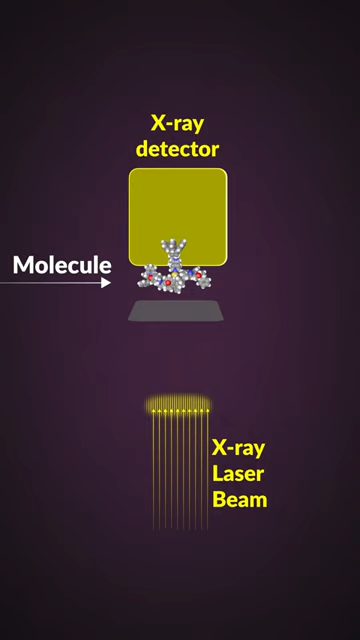 X-ray
detector
Molecule
X-ray
Laser
Beam